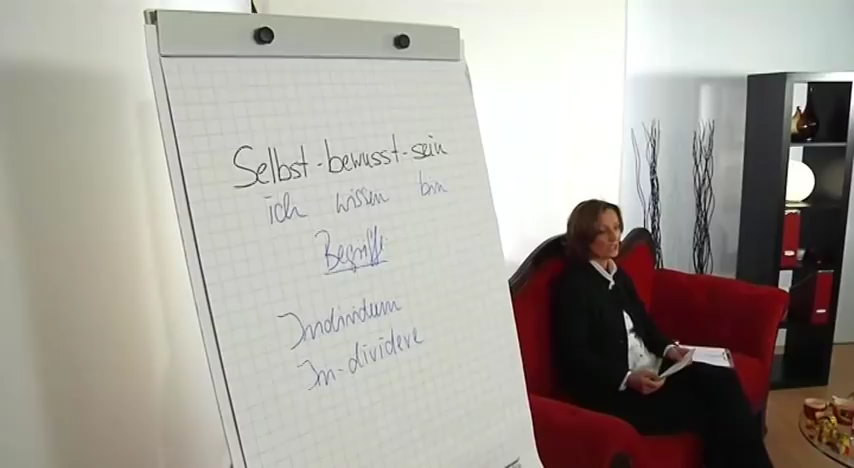 Selbst-bewusst-sein
ich wissen bin
Begriffe
Individuum
In-dividere